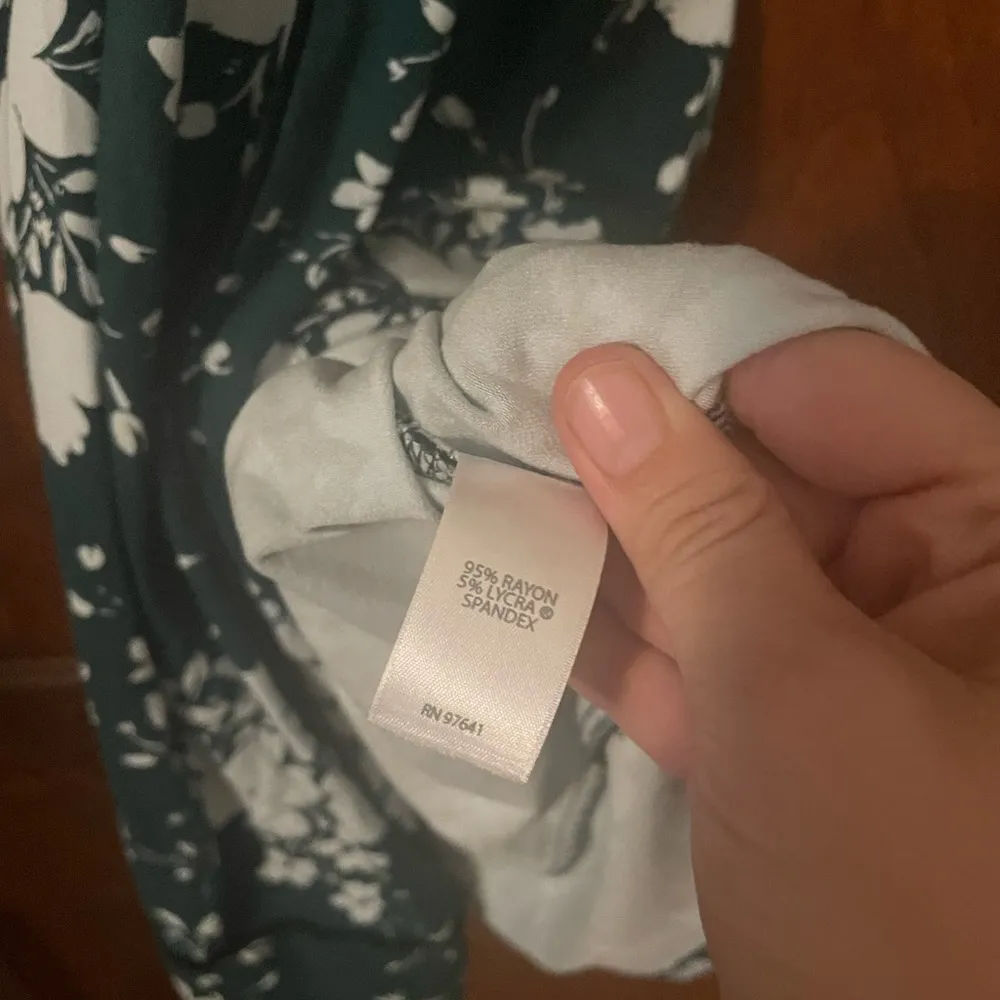 95% RAYON
5% LYCRA ®
SPANDEX
RN 97641